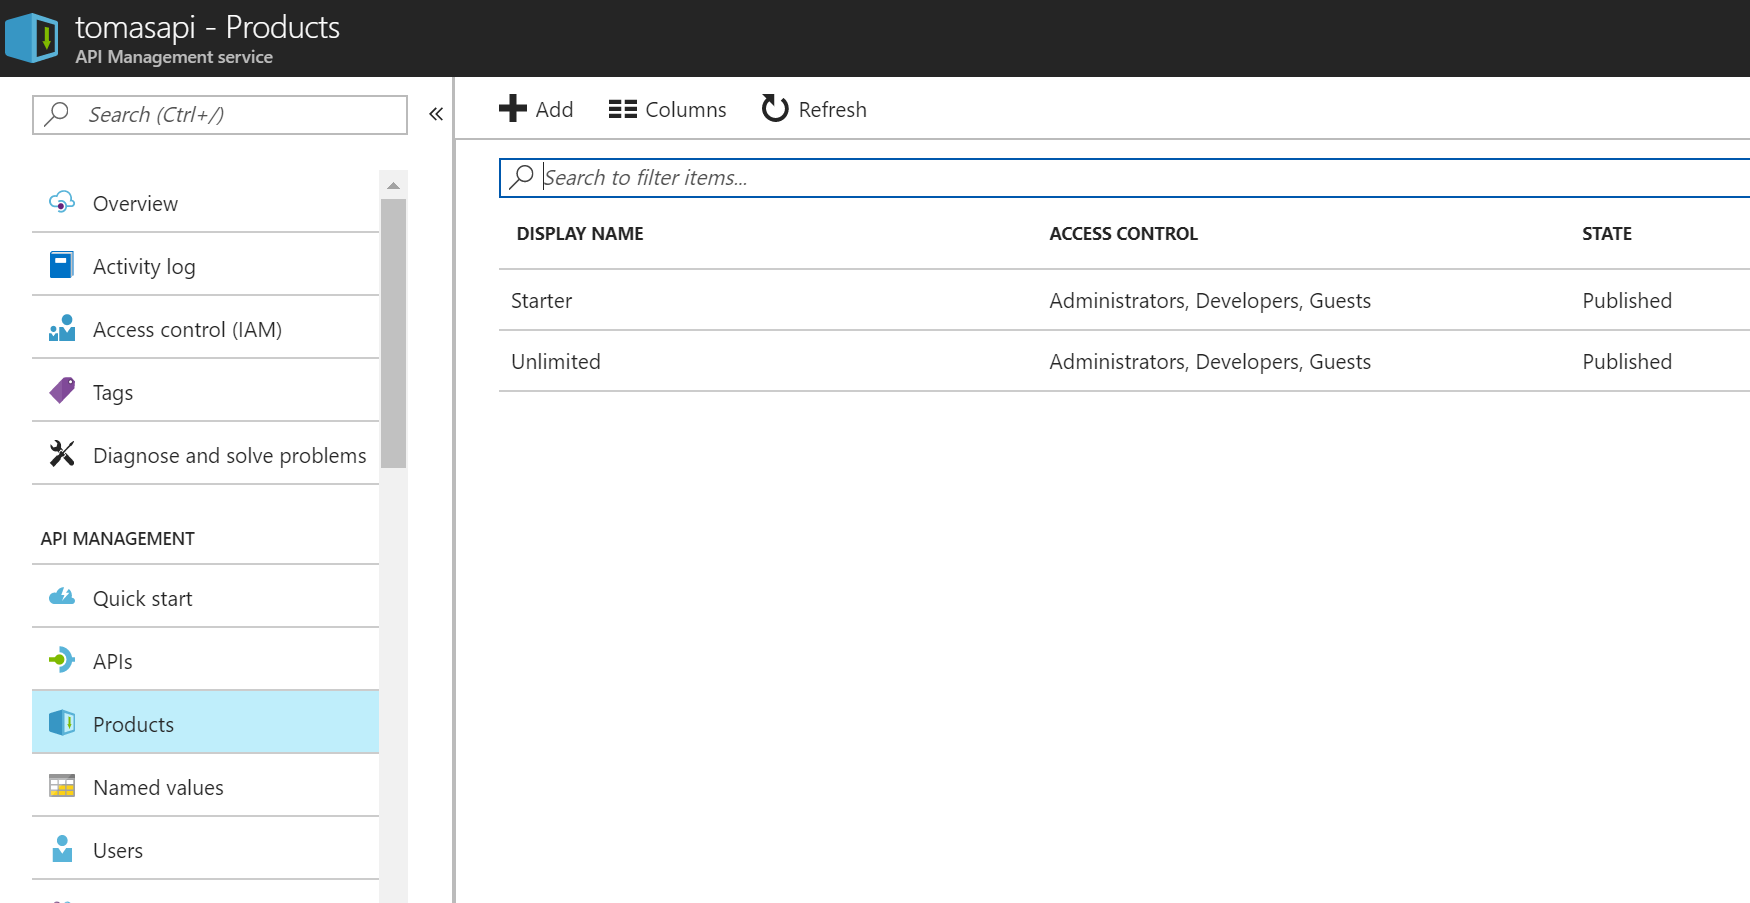 tomasapi - Products
API Management service
Search (Ctrl+/)
«
Overview
Activity log
Access control (IAM)
Tags
Diagnose and solve problems
API MANAGEMENT
Quick start
APIs
Products
Named values
Users
Add Columns Refresh
Search to filter items...
DISPLAY NAME ACCESS CONTROL STATE
Starter Administrators, Developers, Guests Published
Unlimited Administrators, Developers, Guests Published